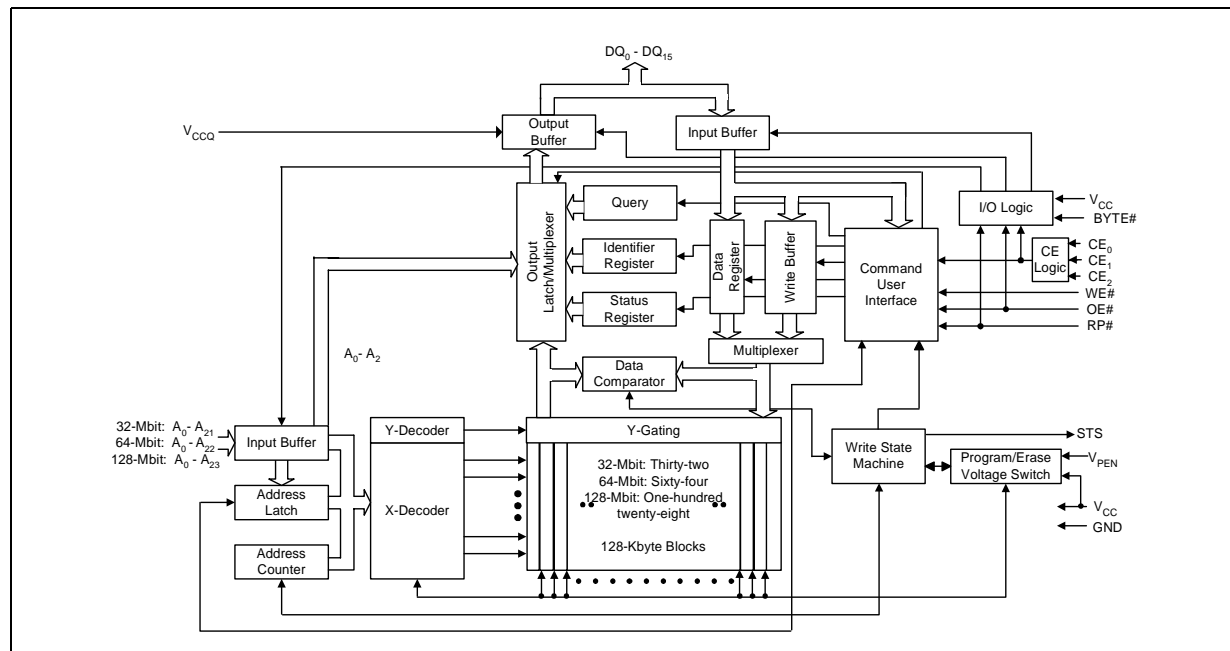 DQ0 - DQ15
VCCQ
Output
Buffer
Input Buffer
Output
Latch/Multiplexer
Query
Identifier
Register
Status
Register
Data
Register
Write Buffer
Command
User
Interface
I/O Logic
VCC
BYTE#
CE
Logic
CE0
CE1
CE2
WE#
OE#
RP#
Multiplexer
Data
Comparator
A0- A2
32-Mbit: A0- A21
64-Mbit: A0 - A22
128-Mbit: A0 - A23
Input Buffer
Y-Decoder
Y-Gating
Address
Latch
X-Decoder
Address
Counter
32-Mbit: Thirty-two
64-Mbit: Sixty-four
128-Mbit: One-hundred
twenty-eight
128-Kbyte Blocks
Write State
Machine
STS
Program/Erase
Voltage Switch
VPEN
VCC
GND